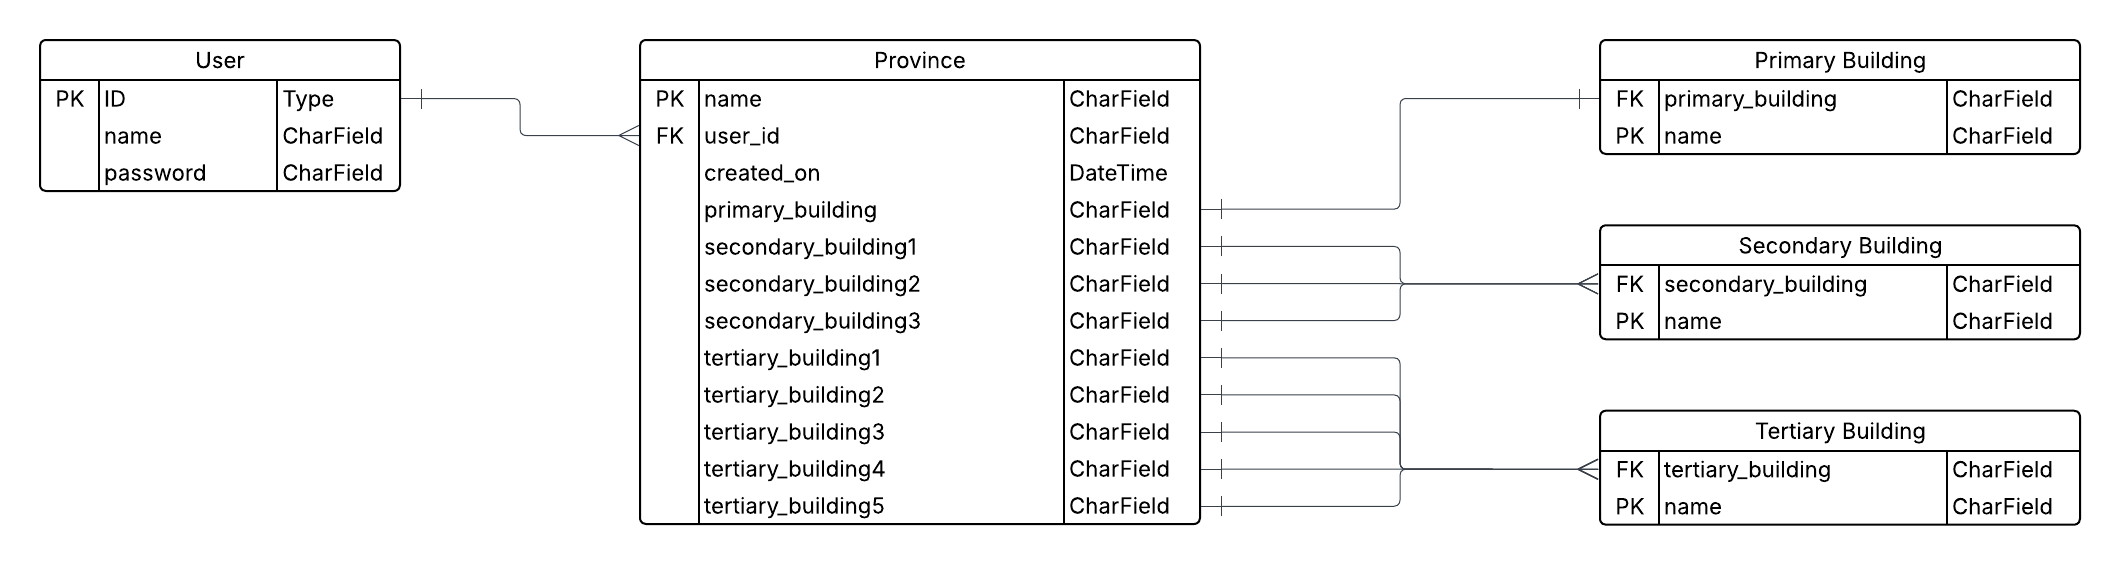 User
PK ID Type
name CharField
password CharField
Province
PK name CharField
FK user_id CharField
created_on DateTime
primary_building CharField
secondary_building1 CharField
secondary_building2 CharField
secondary_building3 CharField
tertiary_building1 CharField
tertiary_building2 CharField
tertiary_building3 CharField
tertiary_building4 CharField
tertiary_building5 CharField
Primary Building
FK primary_building CharField
PK name CharField
Secondary Building
FK secondary_building CharField
PK name CharField
Tertiary Building
FK tertiary_building CharField
PK name CharField